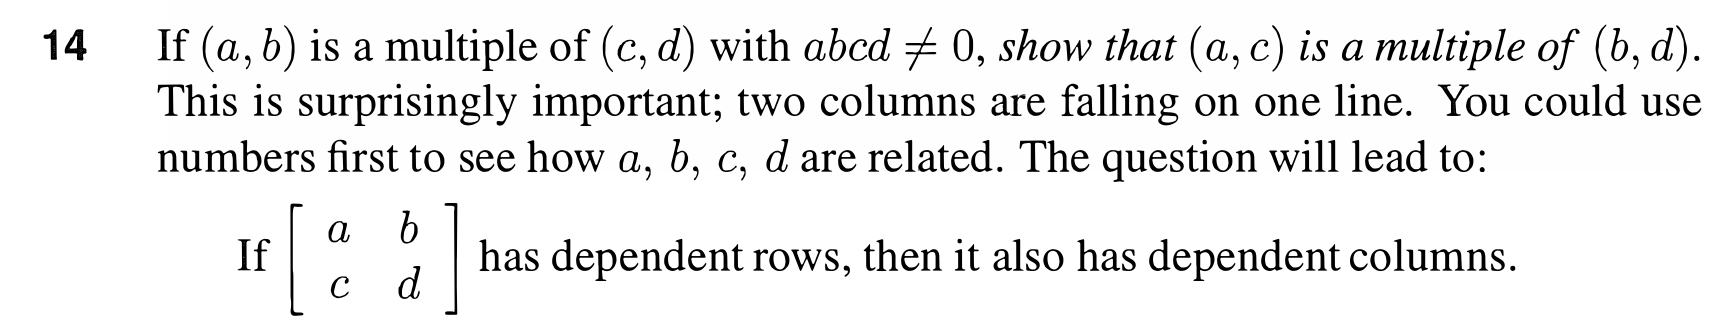 14 If (a, b) is a multiple of (c, d) with abcd ≠ 0, show that (a, c) is a multiple of (b, d).
This is surprisingly important; two columns are falling on one line. You could use
numbers first to see how a, b, c, d are related. The question will lead to:
If [ a b
c d ] has dependent rows, then it also has dependent columns.